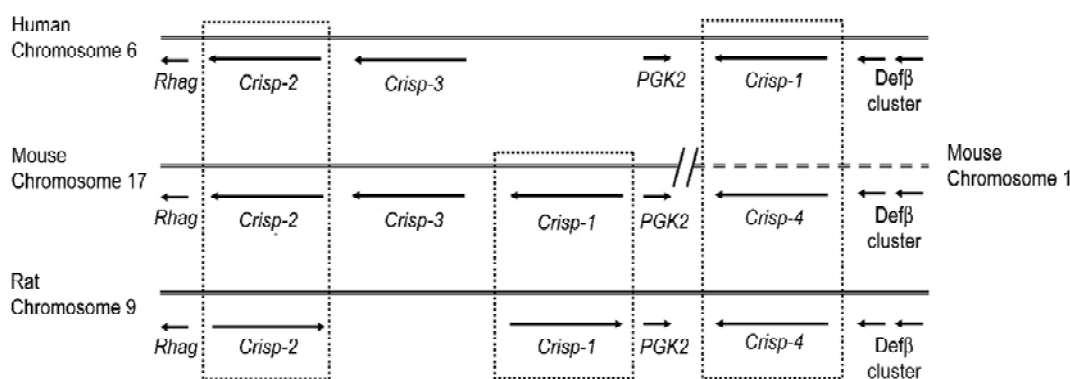 Human
Chromosome 6
Rhag
Crisp-2
Crisp-3
PGK2
Crisp-1
Defβ
cluster
Mouse
Chromosome 17
Mouse
Chromosome 1
Rhag
Crisp-2
Crisp-3
Crisp-1
PGK2
Crisp-4
Defβ
cluster
Rat
Chromosome 9
Rhag
Crisp-2
Crisp-1
PGK2
Crisp-4
Defβ
cluster